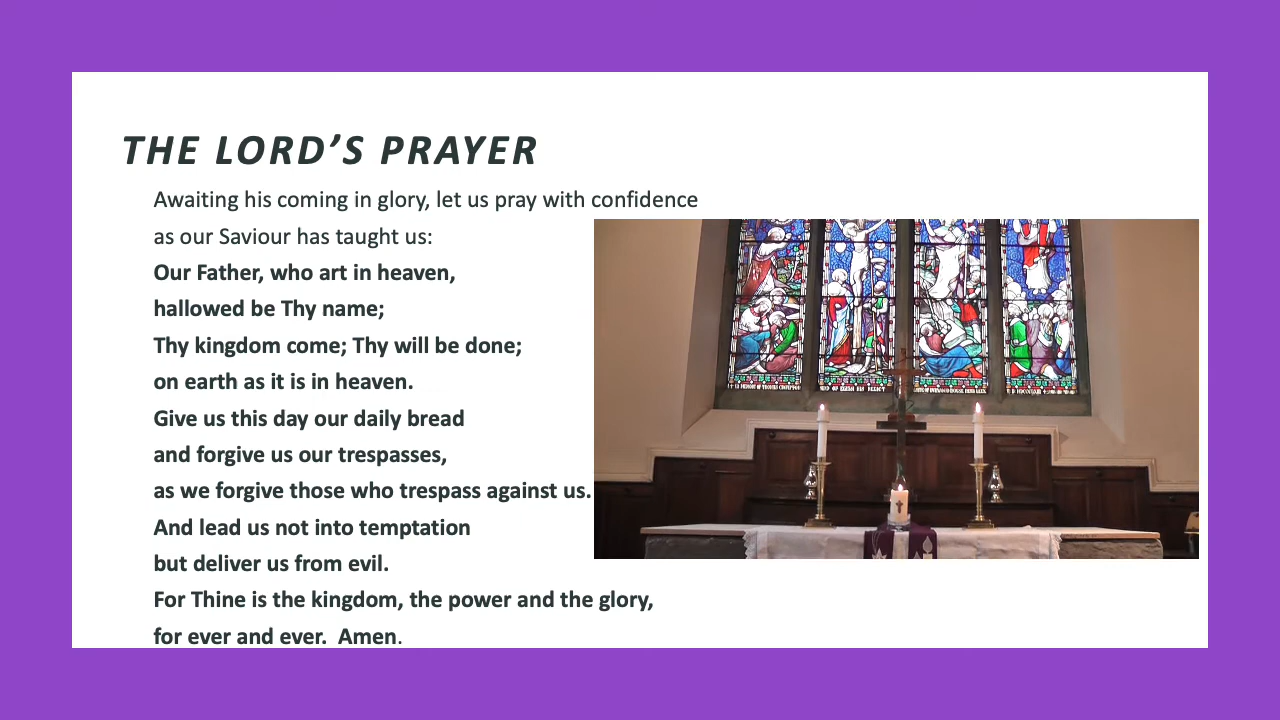 THE LORD'S PRAYER
Awaiting his coming in glory, let us pray with confidence
as our Saviour has taught us:
Our Father, who art in heaven,
hallowed be Thy name;
Thy kingdom come; Thy will be done;
on earth as it is in heaven.
Give us this day our daily bread
and forgive us our trespasses,
as we forgive those who trespass against us.
And lead us not into temptation
but deliver us from evil.
For Thine is the kingdom, the power and the glory,
for ever and ever.  Amen.